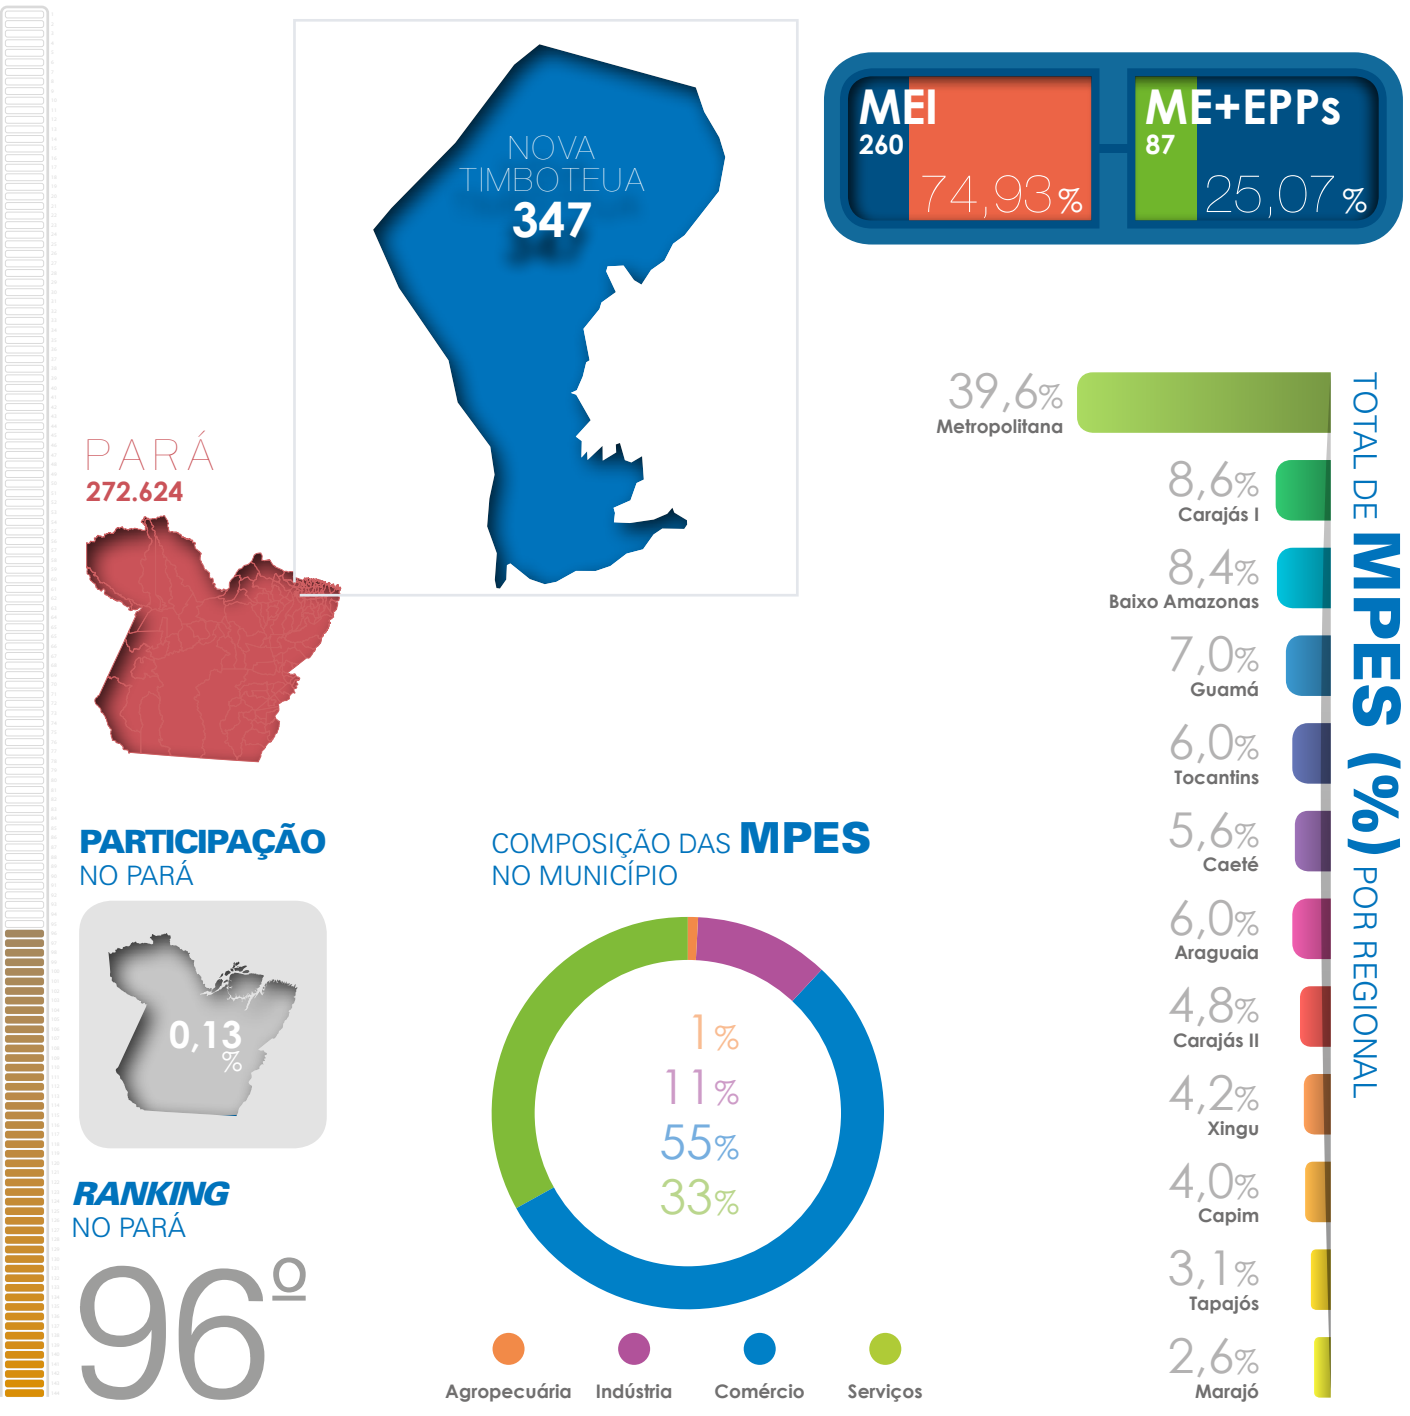 NOVA
TIMBOTEUA
347
MEI
260
74,93%
ME+EPPs
87
25,07%
PARÁ
272.624
PARTICIPAÇÃO
NO PARÁ
0,13
%
RANKING
NO PARÁ
96º
COMPOSIÇÃO DAS MPES
NO MUNICÍPIO
1%
11%
55%
33%
Agropecuária
Indústria
Comércio
Serviços
TOTAL DE MPES (%) POR REGIONAL
39,6%
Metropolitana
8,6%
Carajás I
8,4%
Baixo Amazonas
7,0%
Guamá
6,0%
Tocantins
5,6%
Caeté
6,0%
Araguaia
4,8%
Carajás II
4,2%
Xingu
4,0%
Capim
3,1%
Tapajós
2,6%
Marajó